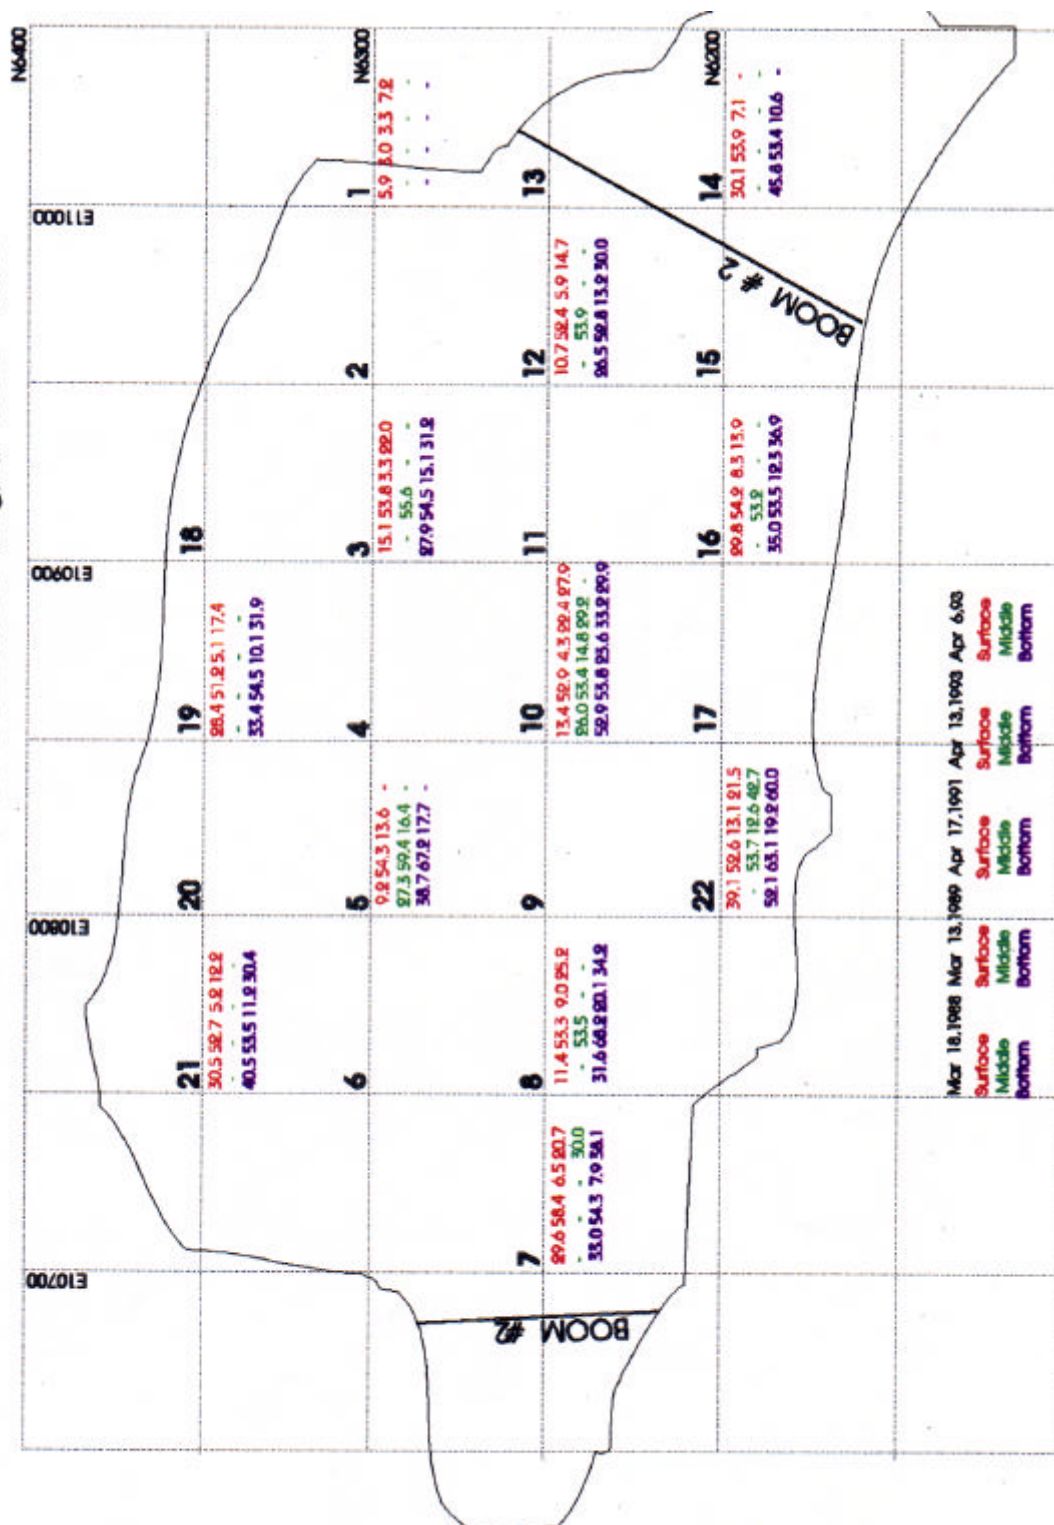 N6400
N6300
N6200
E11000
E10900
E10800
E10700
21
30.5 52.7 5.2 12.2
-
40.5 53.5 11.2 30.4
20
19
28.4 51.2 5.1 17.4
- - - -
33.4 54.5 10.1 31.9
18
6
5
9.2 54.3 13.6 -
27.3 59.4 16.4 -
38.7 67.2 17.7 -
4
3
15.1 53.8 3.3 22.0
- 55.6 - -
27.9 54.5 15.1 31.2
2
1
5.9 3.3 7.2
- - - -
- - - -
7
29.6 58.4 6.5 20.7
- - - 30.0
33.0 54.3 7.9 38.1
8
11.4 53.3 9.0 25.2
- 53.5 - -
31.6 68.2 20.1 34.2
9
10
13.4 52.9 4.3 22.4 27.9
26.0 53.4 14.8 29.2 -
52.9 53.8 25.6 33.2 29.9
11
12
10.7 52.4 5.9 14.7
- 53.9 - -
26.5 52.8 13.2 30.0
13
22
39.1 52.6 13.1 21.5
- 53.7 12.6 42.7
52.1 63.1 19.2 60.0
17
16
29.8 54.2 8.3 13.9
- 53.2 - -
35.0 53.5 12.3 36.9
15
14
30.1 53.9 7.1 -
- - - -
45.8 53.4 10.6 -
BOOM #2
BOOM # 2
Mar 18,1988 Mar 13,1989 Apr 17,1991 Apr 13,1993 Apr 6,93
Surface Surface Surface Surface Surface
Middle Middle Middle Middle Middle
Bottom Bottom Bottom Bottom Bottom